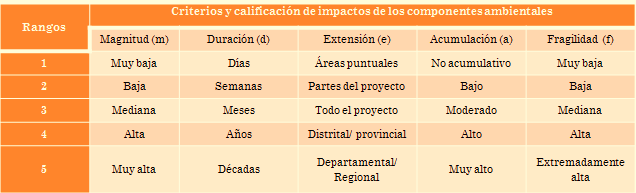 Criterios y calificación de impactos de los componentes ambientales
Rangos
Magnitud (m) Duración (d) Extensión (e) Acumulación (a) Fragilidad (f)
1 Muy baja Días Áreas puntuales No acumulativo Muy baja
2 Baja Semanas Partes del proyecto Bajo Baja
3 Mediana Meses Todo el proyecto Moderado Mediana
4 Alta Años Distrital/ provincial Alto Alta
5 Muy alta Décadas Departamental/ Regional Muy alto Extremadamente alta